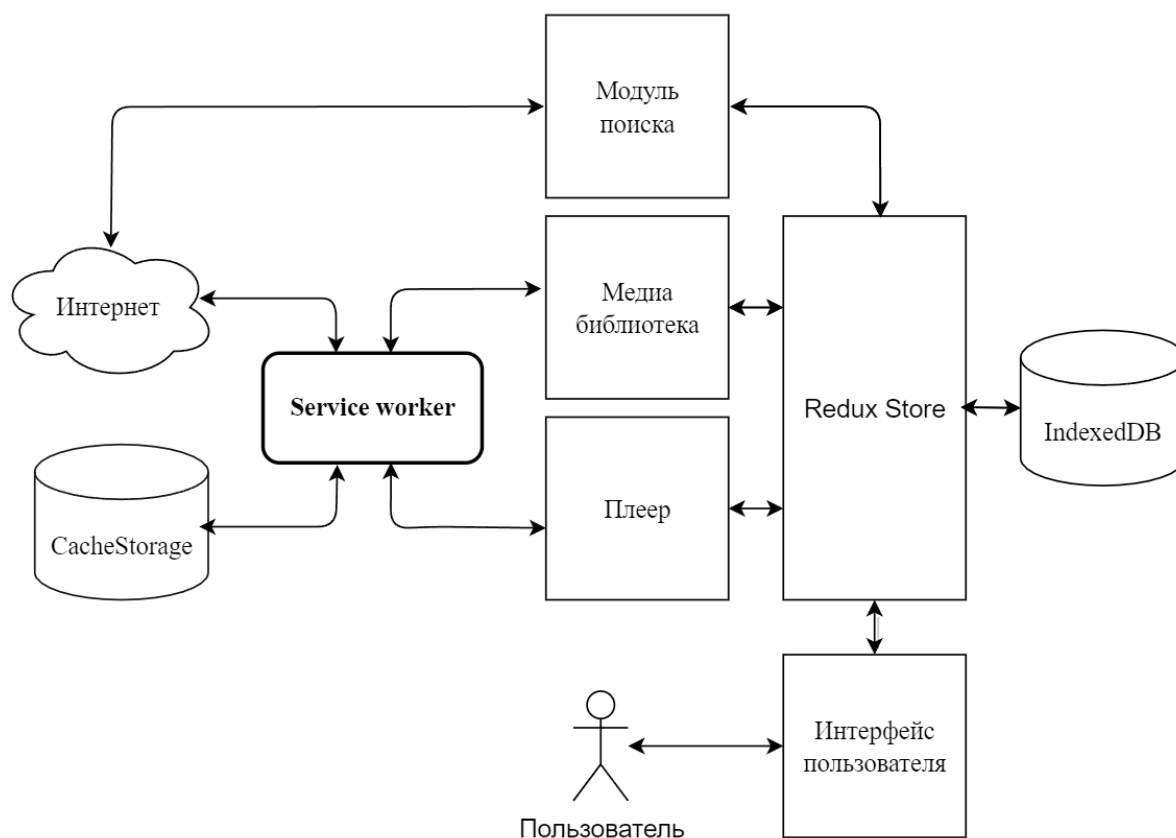 Модуль
поиска
Интернет
Медиа
библиотека
Service worker
Redux Store
IndexedDB
CacheStorage
Плеер
Интерфейс
пользователя
Пользователь